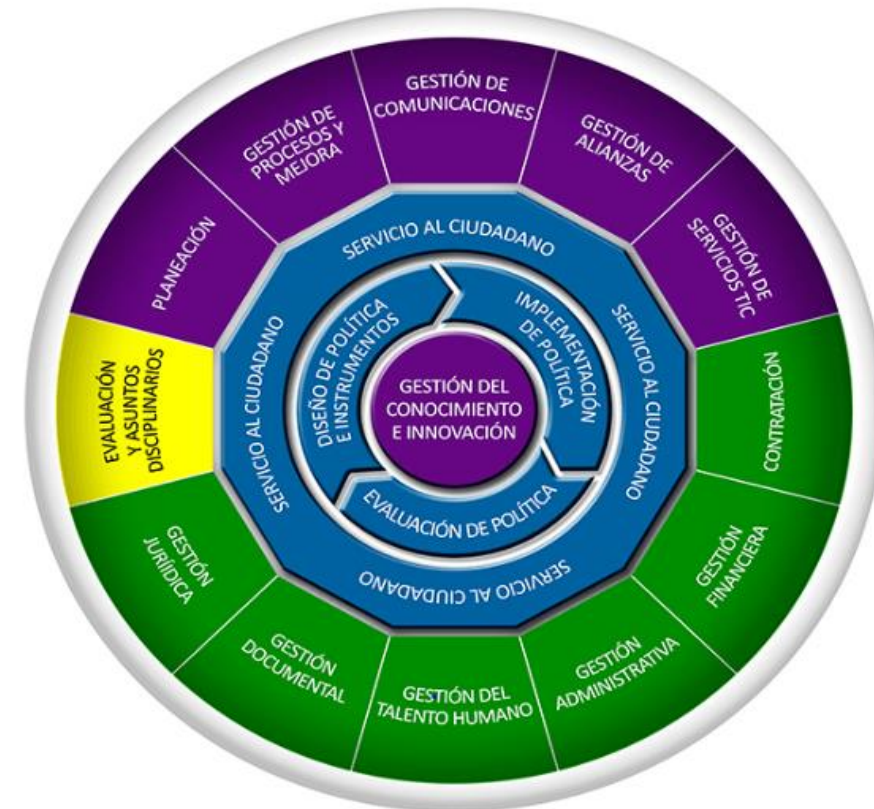 GESTIÓN DE
COMUNICACIONES
GESTIÓN DE
ALIANZAS
GESTIÓN DE
SERVICIOS TIC
CONTRATACIÓN
GESTIÓN
FINANCIERA
GESTIÓN
ADMINISTRATIVA
GESTIÓN DEL
TALENTO HUMANO
GESTIÓN
DOCUMENTAL
GESTIÓN
JURÍIDICA
EVALUACIÓN
Y ASUNTOS
DISCIPLINARIOS
PLANEACIÓN
GESTIÓN DE
PROCESOS Y
MEJORA
SERVICIO AL CIUDADANO
SERVICIO AL CIUDADANO
SERVICIO AL CIUDADANO
SERVICIO AL CIUDADANO
DISEÑO DE POLÍTICA
E INSTRUMENTOS
IMPLEMENTACIÓN
DE POLÍTICA
EVALUACIÓN DE POLÍTICA
GESTIÓN DEL
CONOCIMIENTO
E INNOVACIÓN